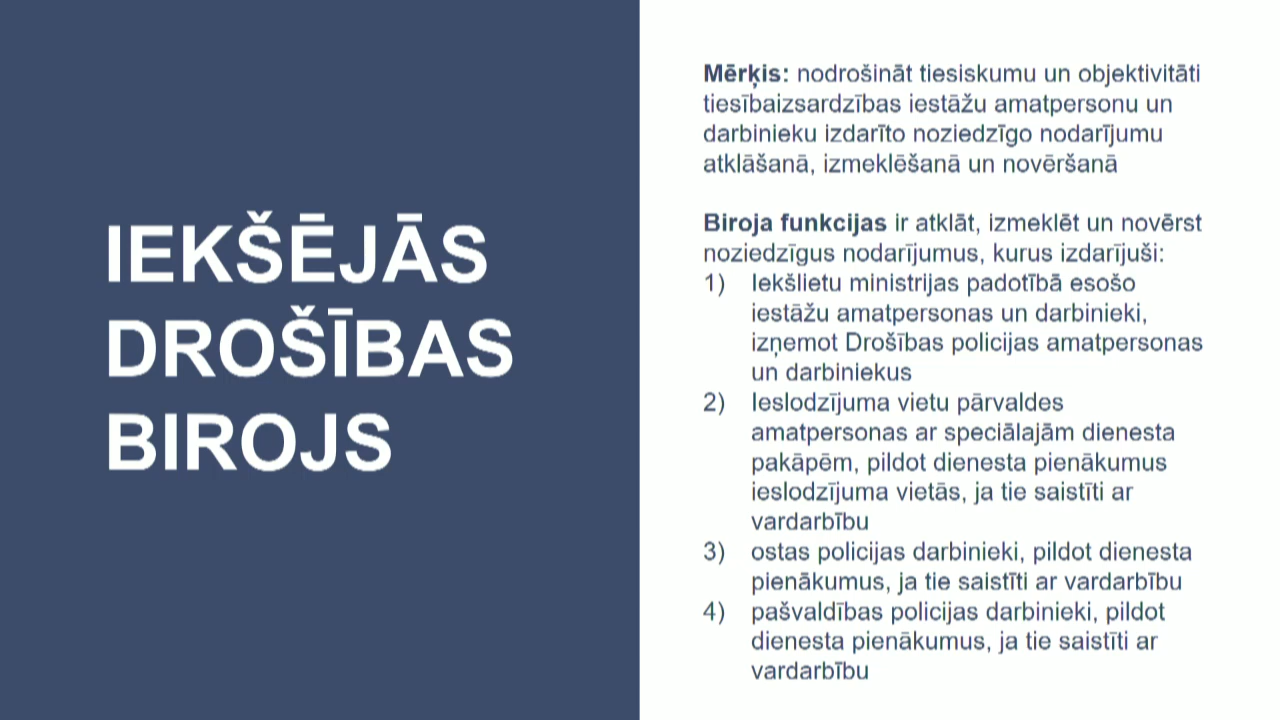 IEKŠĒJĀS
DROŠĪBAS
BIROJS
Mērķis: nodrošināt tiesiskumu un objektivitāti
tiesībaizsardzības iestāžu amatpersonu un
darbinieku izdarīto noziedzīgo nodarījumu
atklāšanā, izmeklēšanā un novēršanā
Biroja funkcijas ir atklāt, izmeklēt un novērst
noziedzīgus nodarījumus, kurus izdarījuši:
1) Iekšlietu ministrijas padotībā esošo
iestāžu amatpersonas un darbinieki,
izņemot Drošības policijas amatpersonas
un darbiniekus
2) Ieslodzījuma vietu pārvaldes
amatpersonas ar speciālajām dienesta
pakāpēm, pildot dienesta pienākumus
ieslodzījuma vietās, ja tie saistīti ar
vardarbību
3) ostas policijas darbinieki, pildot dienesta
pienākumus, ja tie saistīti ar vardarbību
4) pašvaldības policijas darbinieki, pildot
dienesta pienākumus, ja tie saistīti ar
vardarbību